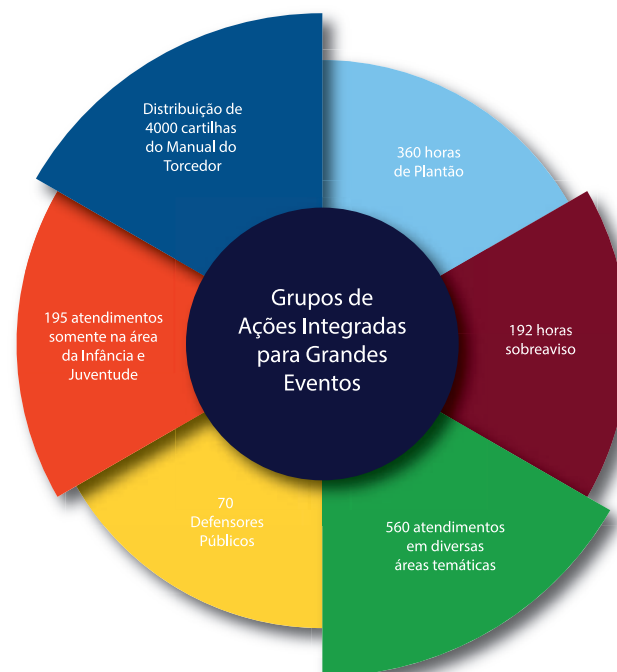 Distribuição de
4000 cartilhas
do Manual do
Torcedor
360 horas
de Plantão
195 atendimentos
somente na área
da Infância e
Juventude
Grupos de
Ações Integradas
para Grandes
Eventos
192 horas
sobreaviso
70
Defensores
Públicos
560 atendimentos
em diversas
áreas temáticas